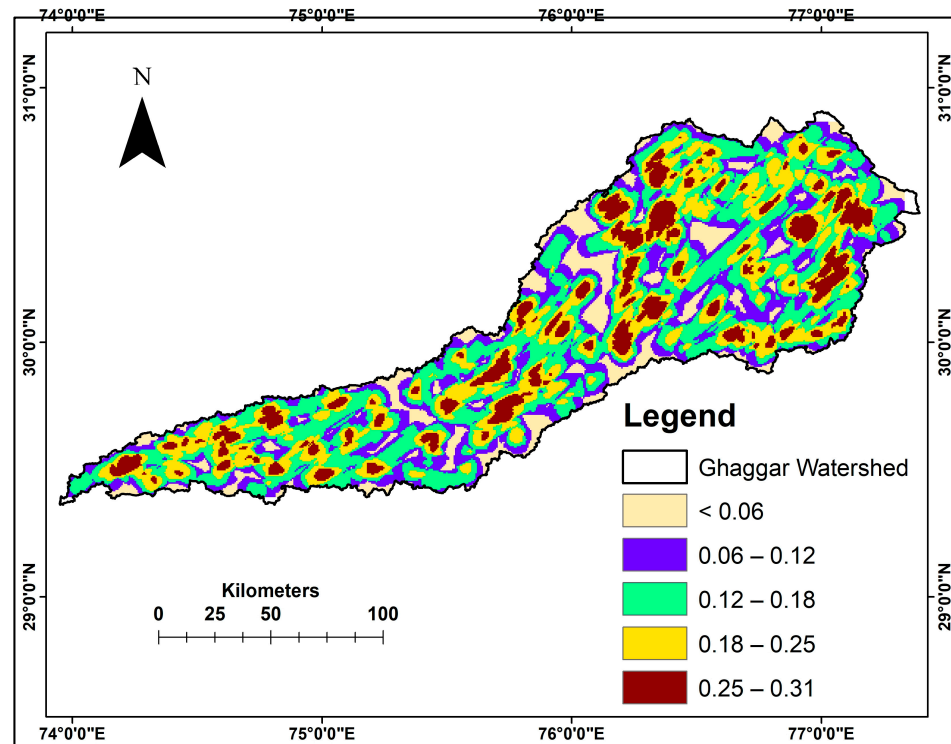 74°0'0"E 75°0'0"E 76°0'0"E 77°0'0"E
31°0'0"N 31°0'0"N
N
30°0'0"N 30°0'0"N
Legend
Ghaggar Watershed
< 0.06
0.06 – 0.12
0.12 – 0.18
0.18 – 0.25
0.25 – 0.31
29°0'0"N 29°0'0"N
Kilometers
0 25 50 100
74°0'0"E 75°0'0"E 76°0'0"E 77°0'0"E